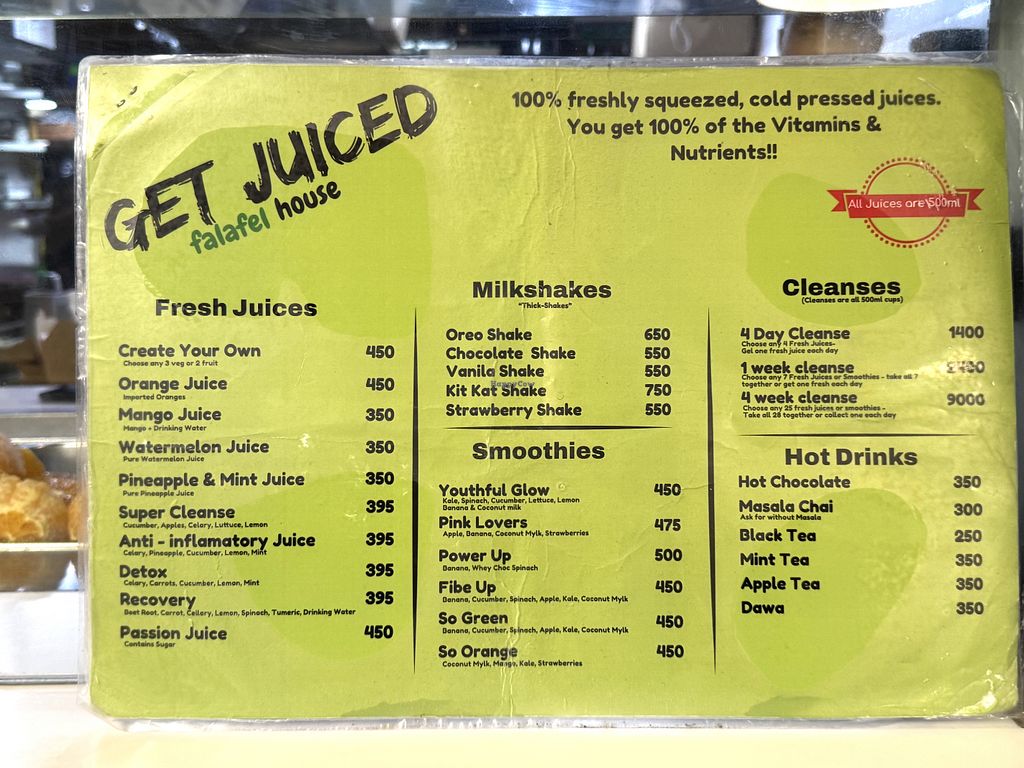 GET JUICED
falafel house
100% freshly squeezed, cold pressed juices.
You get 100% of the Vitamins &
Nutrients!!
All Juices are 500ml
Fresh Juices
Create Your Own 450
Choose any 3 veg or 2 fruit
Orange Juice 450
Imported Oranges
Mango Juice 350
Mango + Drinking Water
Watermelon Juice 350
Pure Watermelon Juice
Pineapple & Mint Juice 350
Pure Pineapple Juice
Super Cleanse 395
Cucumber, Apples, Celary, Luttuce, Lemon
Anti - inflamatory Juice 395
Celary, Pineapple, Cucumber, Lemon, Mint
Detox 395
Celary, Carrots, Cucumber, Lemon, Mint
Recovery 395
Beet Root, Carrot, Cellery, Lemon, Spinach, Tumeric, Drinking Water
Passion Juice 450
Contains Sugar
Milkshakes
"Thick-Shakes"
Oreo Shake 650
Chocolate Shake 550
Vanila Shake 550
Kit Kat Shake 750
Strawberry Shake 550
HappyCow
Smoothies
Youthful Glow 450
Kale, Spinach, Cucumber, Lettuce, Lemon
Banana & Coconut milk
Pink Lovers 475
Apple, Banana, Coconut Mylk, Strawberries
Power Up 500
Banana, Whey Choc Spinach
Fibe Up 450
Banana, Cucumber, Spinach, Apple, Kale, Coconut Mylk
So Green 450
Banana, Cucumber, Spinach, Apple, Kale, Coconut Mylk
So Orange 450
Coconut Mylk, Mango, Kale, Strawberries
Cleanses
(Cleanses are all 500ml cups)
4 Day Cleanse 1400
Choose any 4 Fresh Juices-
Get one fresh juice each day
1 week cleanse
Choose any 7 Fresh Juices or Smoothies - take all 7
together or get one fresh each day
4 week cleanse 9000
Choose any 25 fresh juices or smoothies -
Take all 28 together or collect one each day
Hot Drinks
Hot Chocolate 350
Masala Chai 300
Ask for without Masala
Black Tea 250
Mint Tea 350
Apple Tea 350
Dawa 350